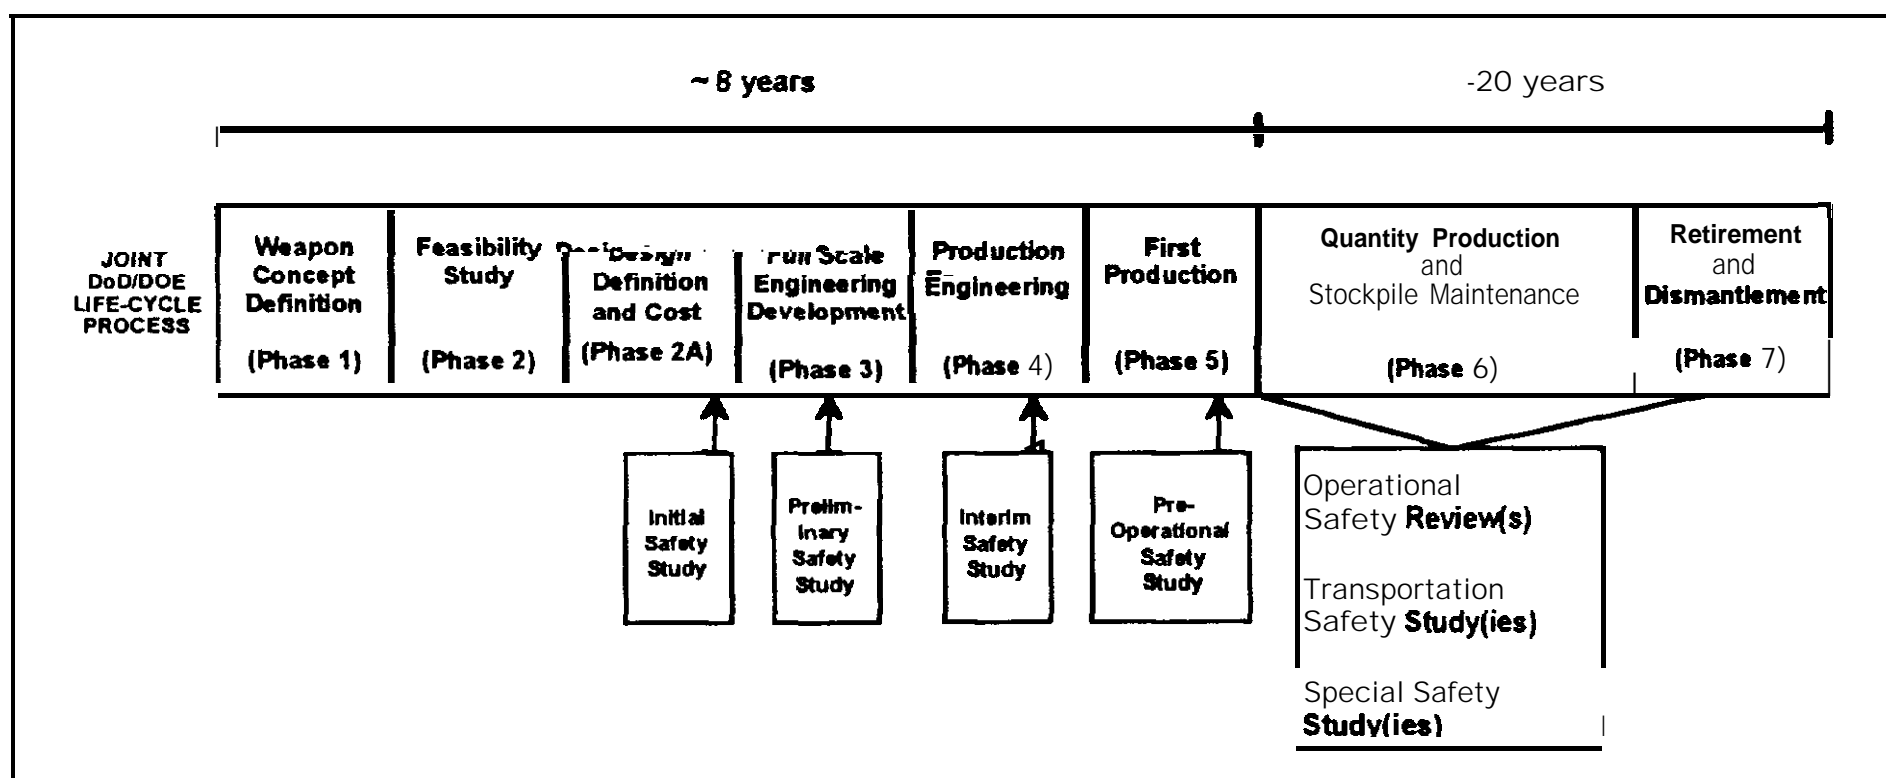 ~ 8 years
-20 years
JOINT
DoD/DOE
LIFE-CYCLE
PROCESS
Weapon
Concept
Definition
(Phase 1)
Feasibility
Study
(Phase 2)
Design
Definition
and Cost
(Phase 2A)
Full Scale
Engineering
Development
(Phase 3)
Production
Engineering
(Phase 4)
First
Production
(Phase 5)
Quantity Production
and
Stockpile Maintenance
(Phase 6)
Retirement
and
Dismantlement
(Phase 7)
Initial
Safety
Study
Prelim-
inary
Safety
Study
Interim
Safety
Study
Pre-
Operational
Safety
Study
Operational
Safety Review(s)
Transportation
Safety Study(ies)
Special Safety
Study(ies)